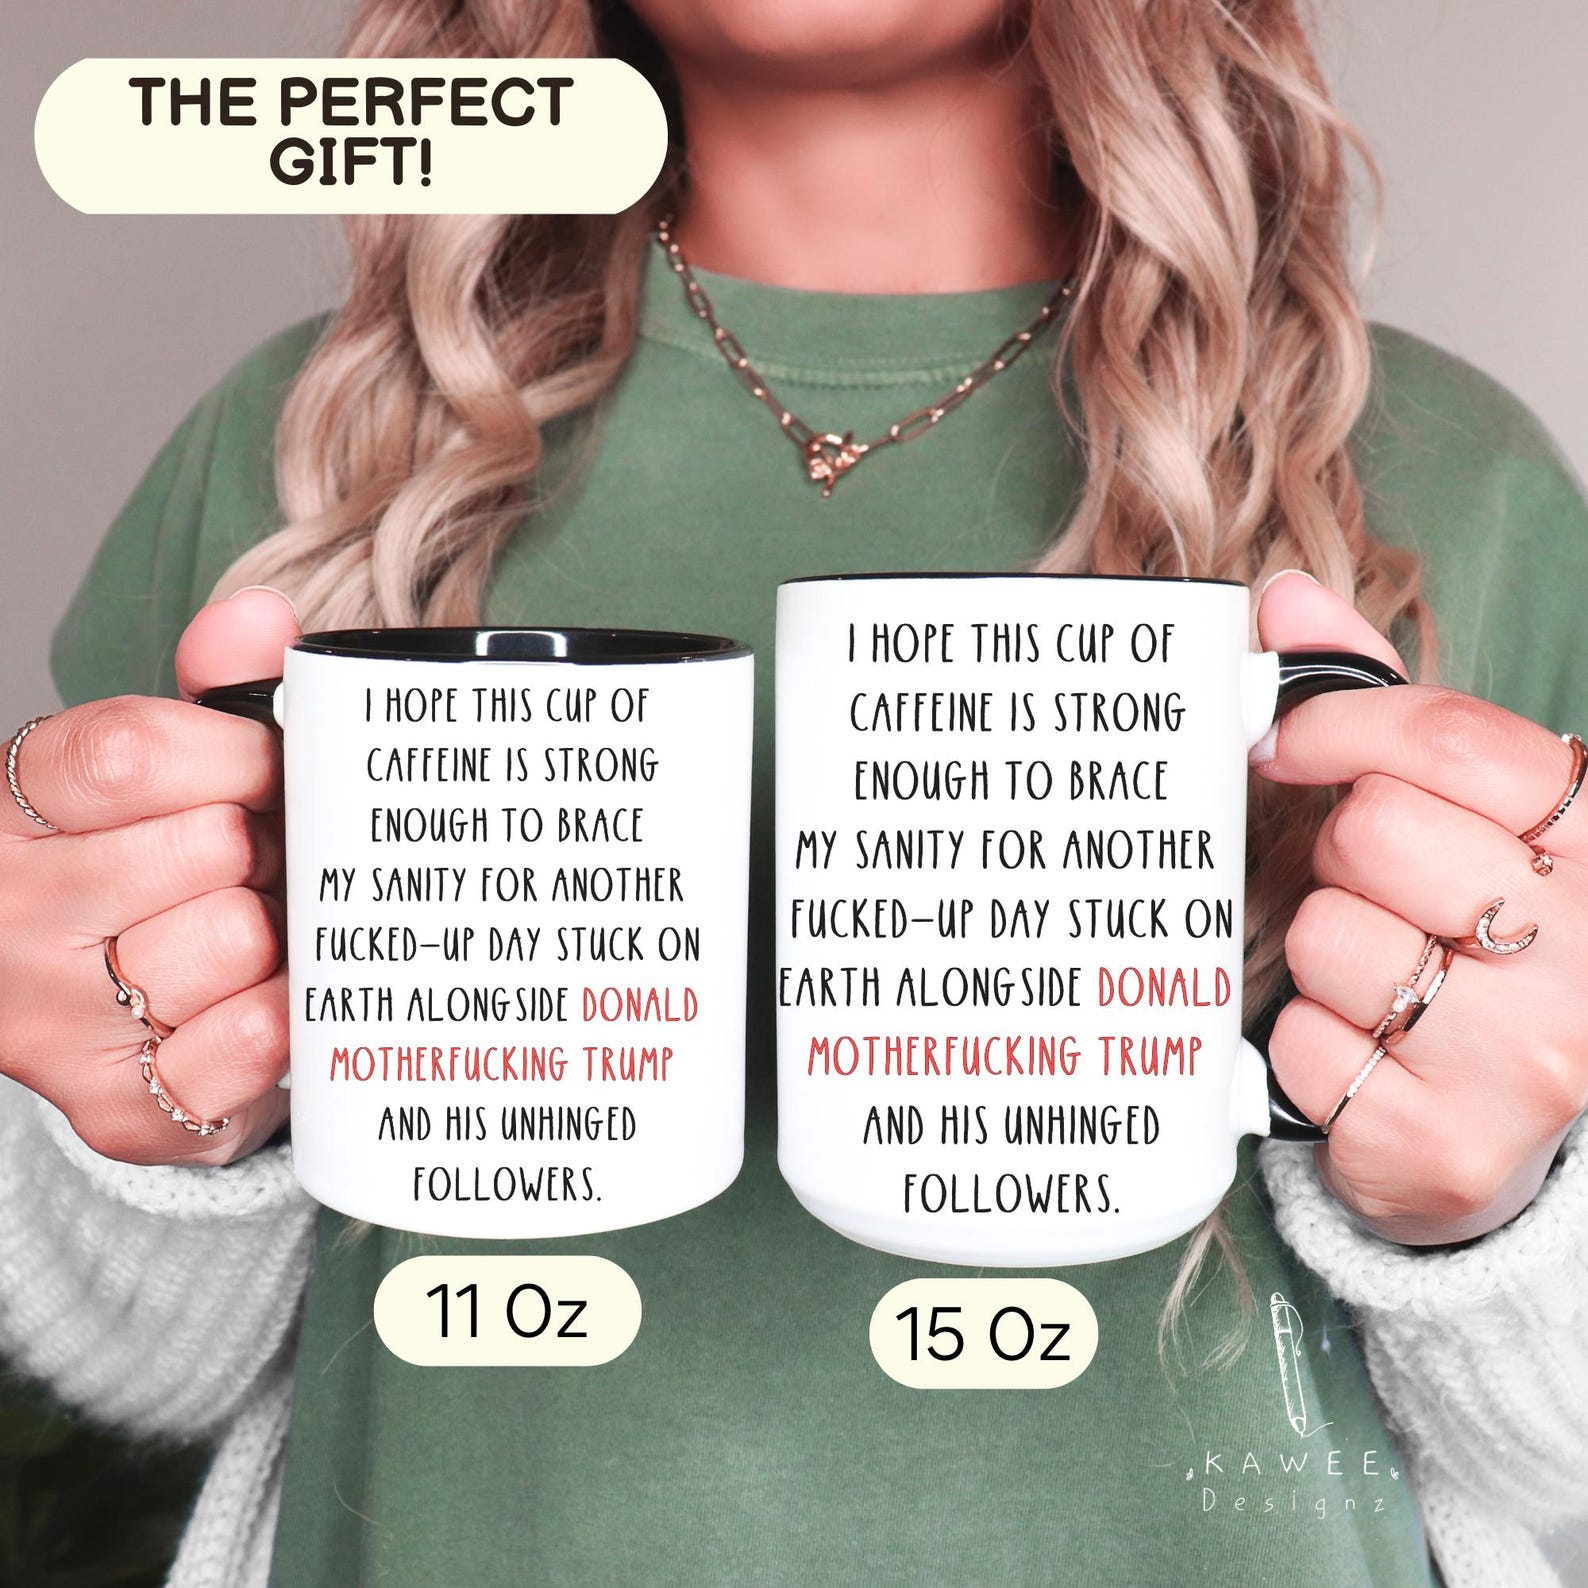 THE PERFECT
GIFT!
I HOPE THIS CUP OF
CAFFEINE IS STRONG
ENOUGH TO BRACE
MY SANITY FOR ANOTHER
FUCKED-UP DAY STUCK ON
EARTH ALONGSIDE DONALD
MOTHERFUCKING TRUMP
AND HIS UNHINGED
FOLLOWERS.
11 Oz
I HOPE THIS CUP OF
CAFFEINE IS STRONG
ENOUGH TO BRACE
MY SANITY FOR ANOTHER
FUCKED-UP DAY STUCK ON
EARTH ALONGSIDE DONALD
MOTHERFUCKING TRUMP
AND HIS UNHINGED
FOLLOWERS.
15 Oz
KAWEE
Designz